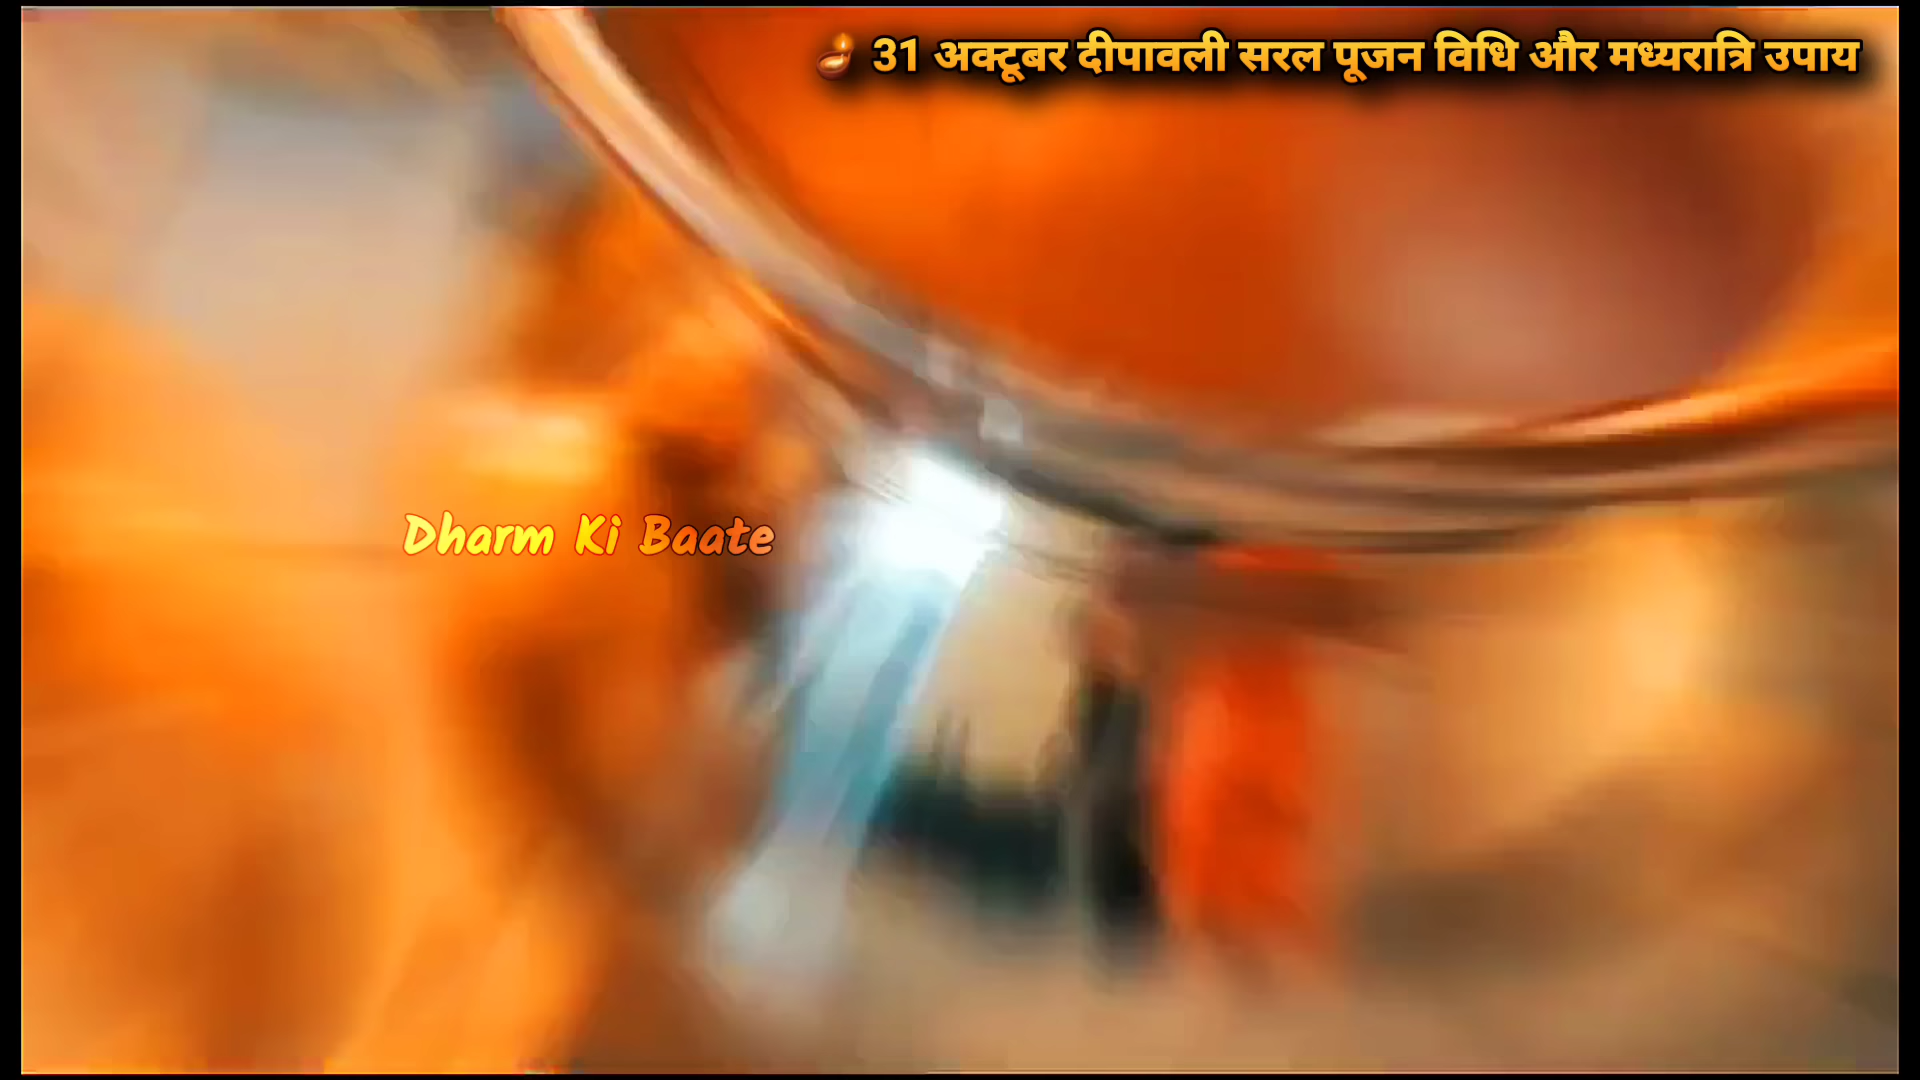 🪔 31 अक्टूबर दीपावली सरल पूजन विधि और मध्यरात्रि उपाय
Dharm Ki Baate